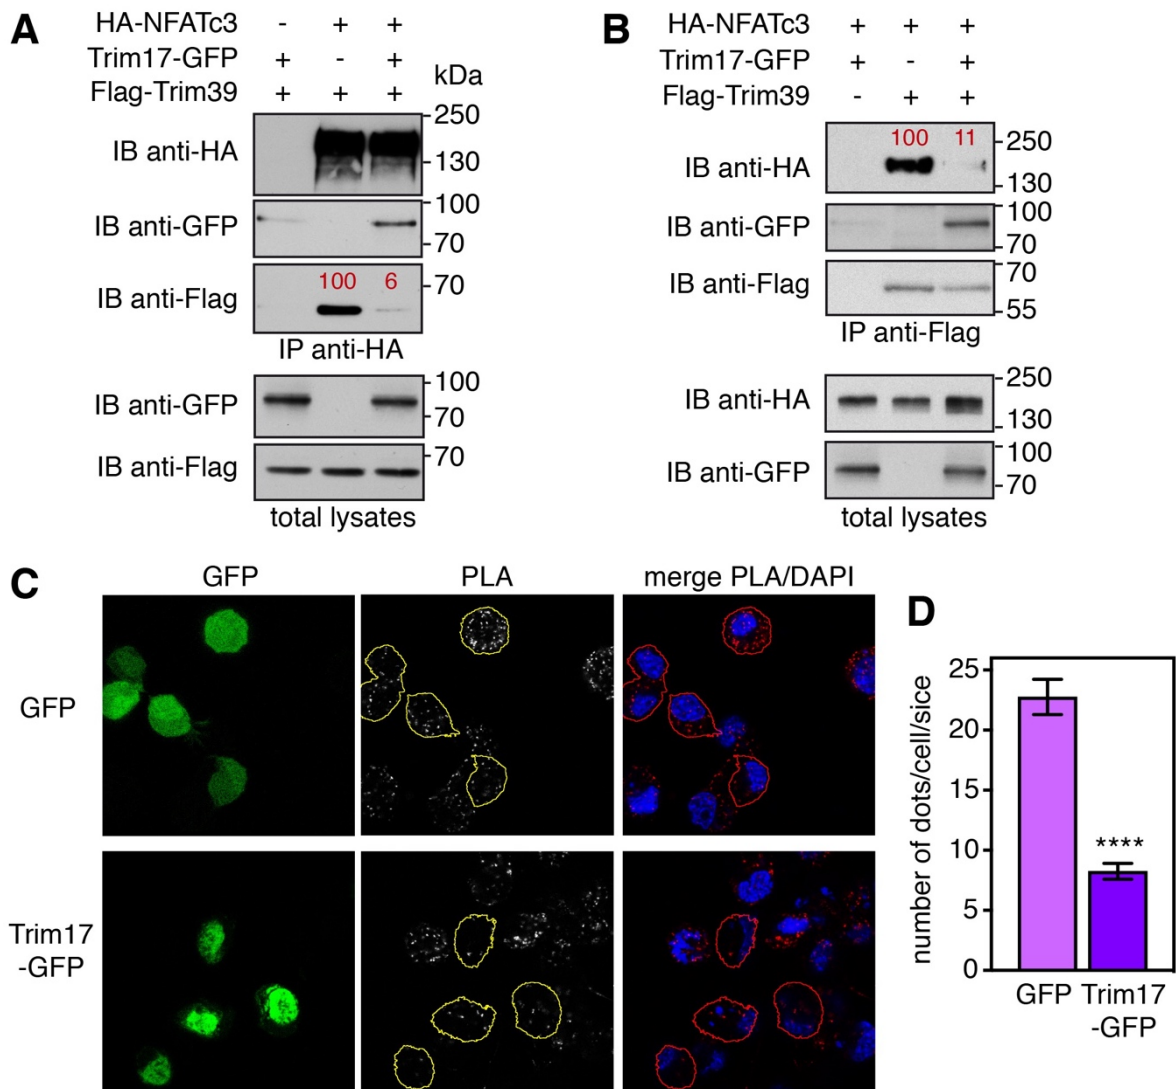 A
HA-NFATc3 - + +
Trim17-GFP + - +
Flag-Trim39 + + +
kDa
IB anti-HA
-250
-130
IB anti-GFP
-100
-70
IB anti-Flag
100 6
-70
IP anti-HA
IB anti-GFP
-100
-70
IB anti-Flag
-70
total lysates
B
HA-NFATc3 + + +
Trim17-GFP + - +
Flag-Trim39 - + +
IB anti-HA
100 11
-250
-130
IB anti-GFP
-100
-70
IB anti-Flag
-70
-55
IP anti-Flag
IB anti-HA
-250
-130
IB anti-GFP
-100
-70
total lysates
C
GFP PLA merge PLA/DAPI
GFP
Trim17
-GFP
D
number of dots/cell/sice
25
20
15
10
5
0
****
GFP Trim17
-GFP